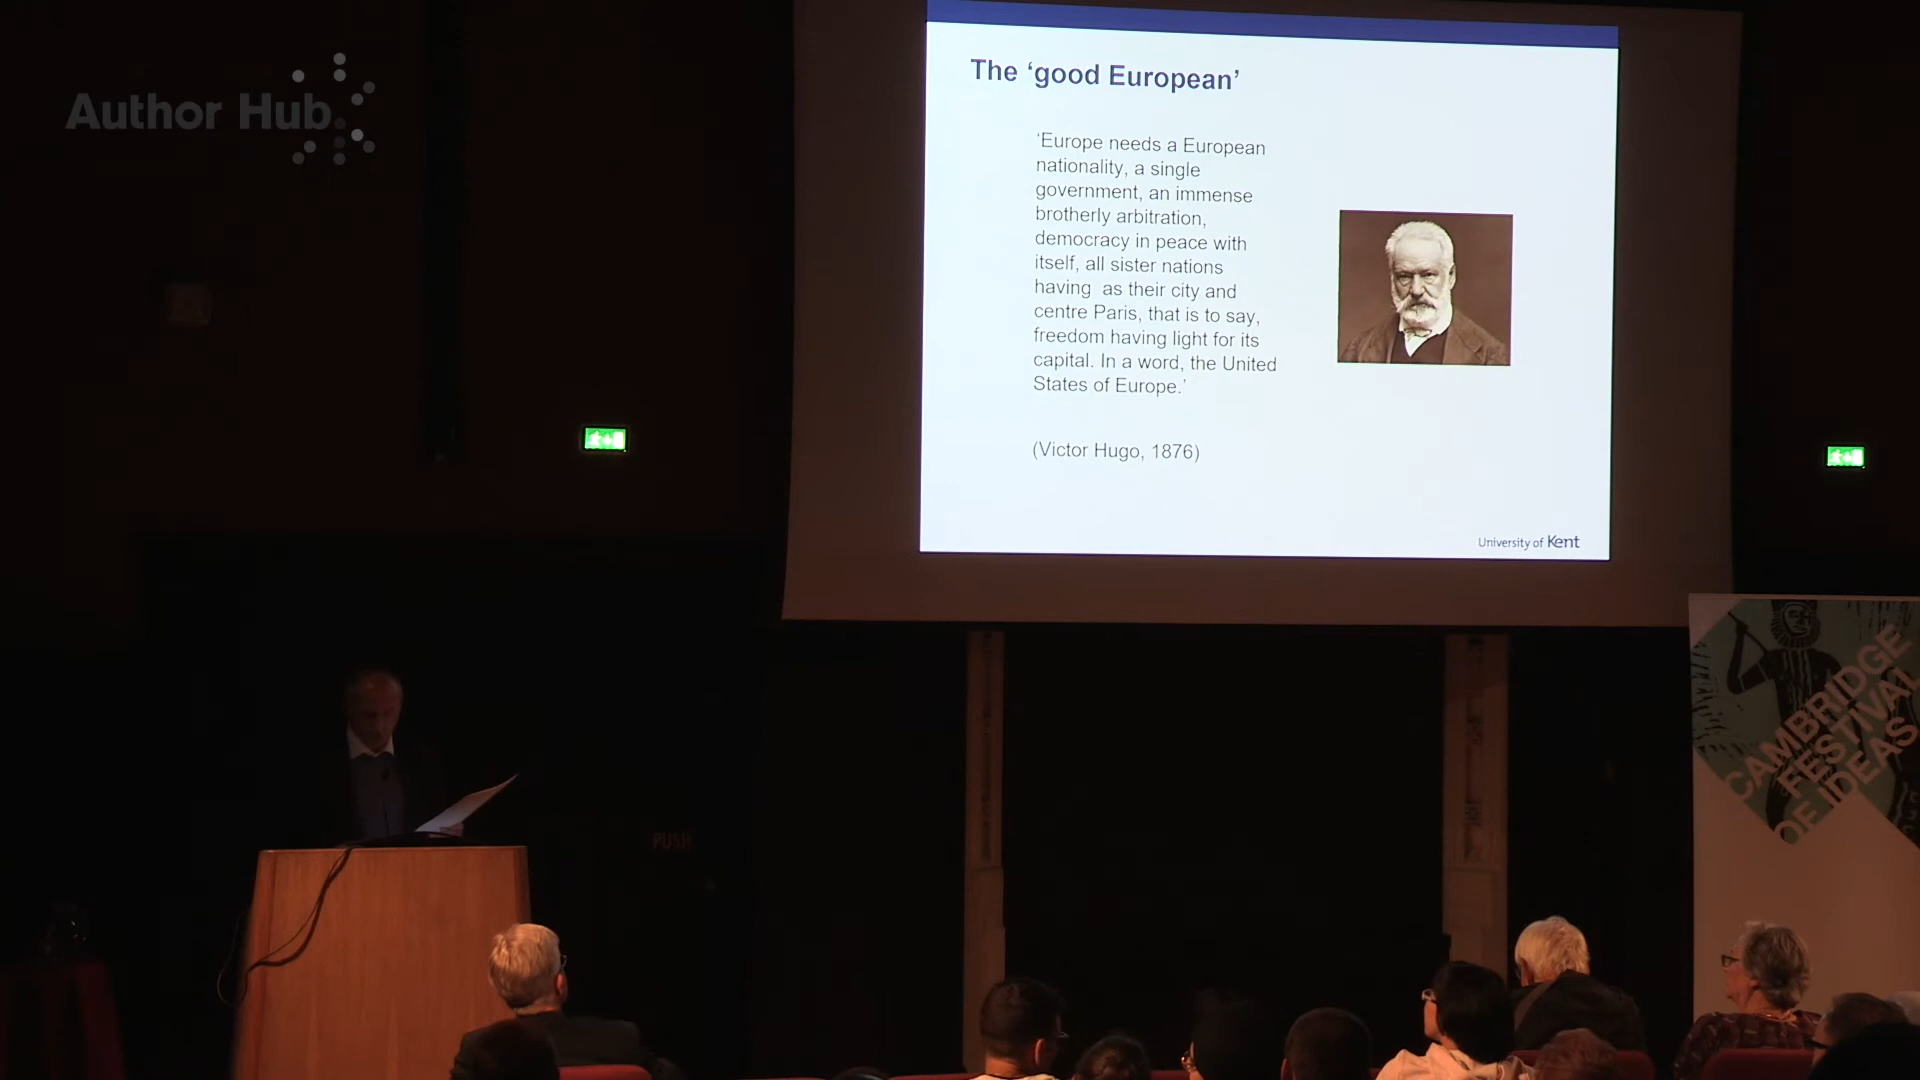 Author Hub
The ‘good European’
‘Europe needs a European
nationality, a single
government, an immense
brotherly arbitration,
democracy in peace with
itself, all sister nations
having as their city and
centre Paris, that is to say,
freedom having light for its
capital. In a word, the United
States of Europe.’
(Victor Hugo, 1876)
University of Kent
PUSH
CAMBRIDGE
FESTIVAL
OF IDEAS